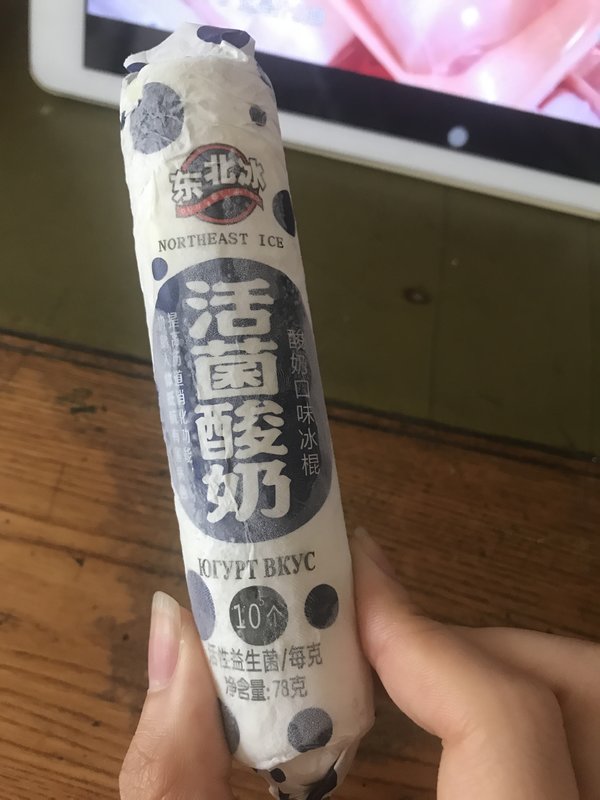 东北冰
NORTHEAST ICE
活菌酸奶
酸奶口味冰棍
ЮГУРТ ВКУС
10个
活性益生菌/每克
净含量:78克